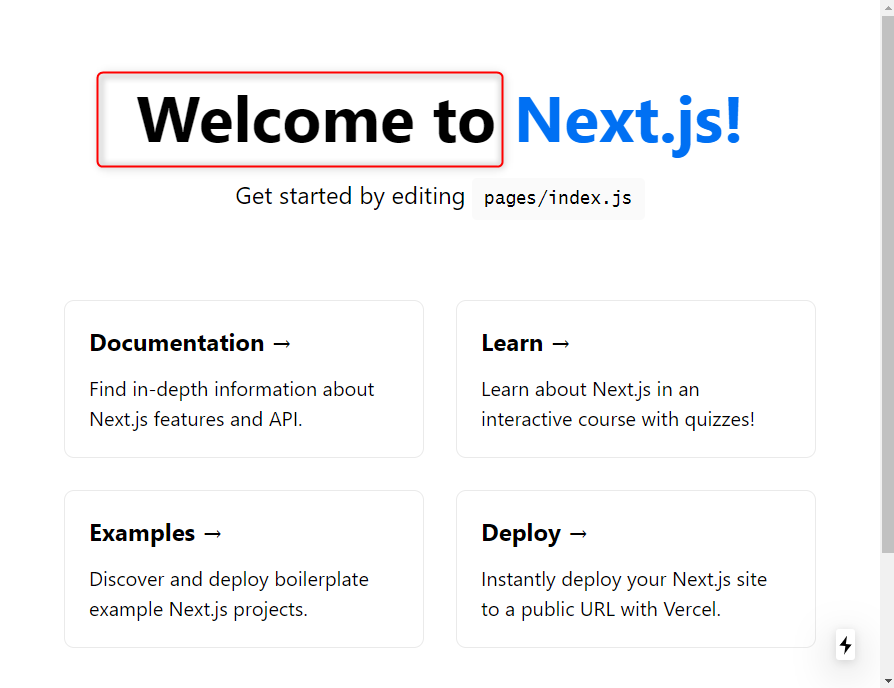 Welcome to Next.js!
Get started by editing pages/index.js
Documentation →
Find in-depth information about
Next.js features and API.
Learn →
Learn about Next.js in an
interactive course with quizzes!
Examples →
Discover and deploy boilerplate
example Next.js projects.
Deploy →
Instantly deploy your Next.js site
to a public URL with Vercel.